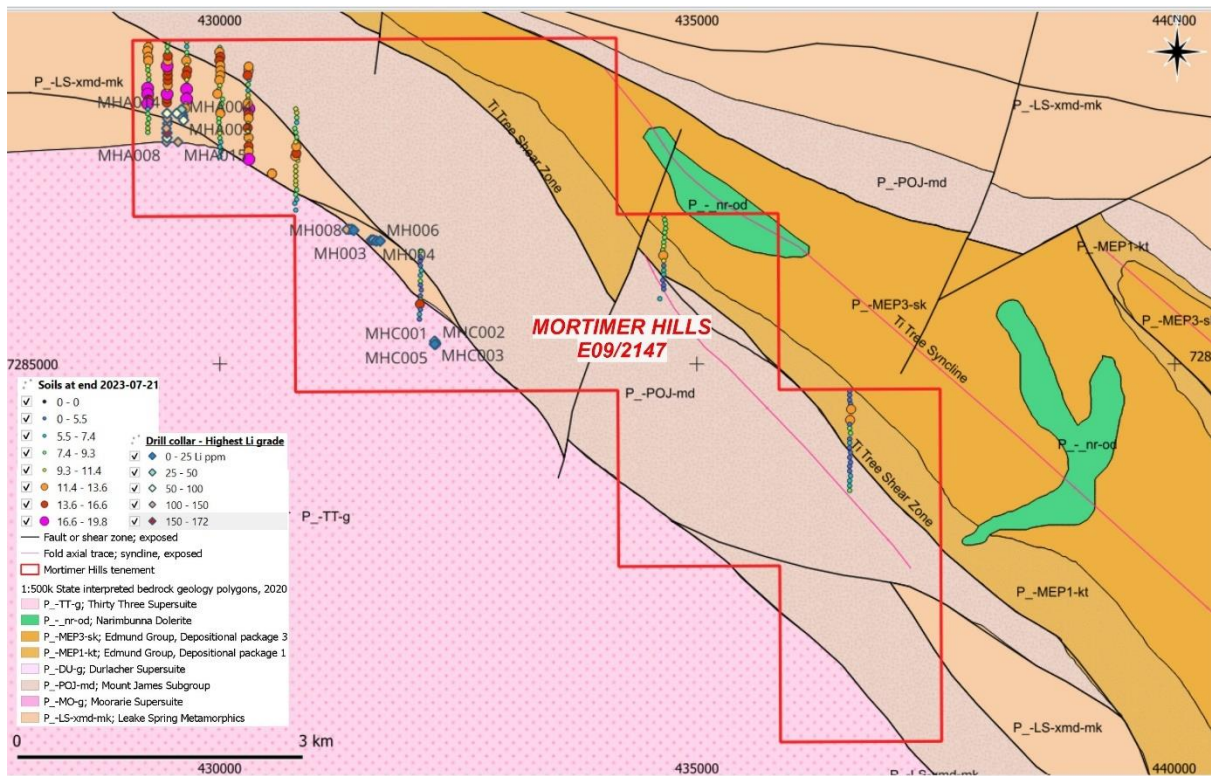 430000
435000
440000
P_-LS-xmd-mk
P_-LS-xmd-mk
MHA014
MHA004
MHA009
MHA008
MHA015
Ti Tree Shear Zone
P_-POJ-md
P_-_nr-od
MH008
MH006
MH003
MH004
P_-MEP1-kt
P_-MEP3-sk
P_-MEP3-s
MORTIMER HILLS
E09/2147
Ti Tree Syncline
MHC001
MHC002
MHC005
MHC003
7285000
P_-POJ-md
P_-_nr-od
Ti Tree Shear Zone
P_-TT-g
P_-MEP1-kt
P_-LS-xmd-mk
Soils at end 2023-07-21
0 - 0
0 - 5.5
5.5 - 7.4
7.4 - 9.3
9.3 - 11.4
11.4 - 13.6
13.6 - 16.6
16.6 - 19.8
Drill collar - Highest Li grade
0 - 25 Li ppm
25 - 50
50 - 100
100 - 150
150 - 172
Fault or shear zone; exposed
Fold axial trace; syncline, exposed
Mortimer Hills tenement
1:500k State interpreted bedrock geology polygons, 2020
P_-TT-g; Thirty Three Supersuite
P_-_nr-od; Narimbunna Dolerite
P_-MEP3-sk; Edmund Group, Depositional package 3
P_-MEP1-kt; Edmund Group, Depositional package 1
P_-DU-g; Durlacher Supersuite
P_-POJ-md; Mount James Subgroup
P_-MO-g; Moorarie Supersuite
P_-LS-xmd-mk; Leake Spring Metamorphics
0 3 km
430000
435000
440000